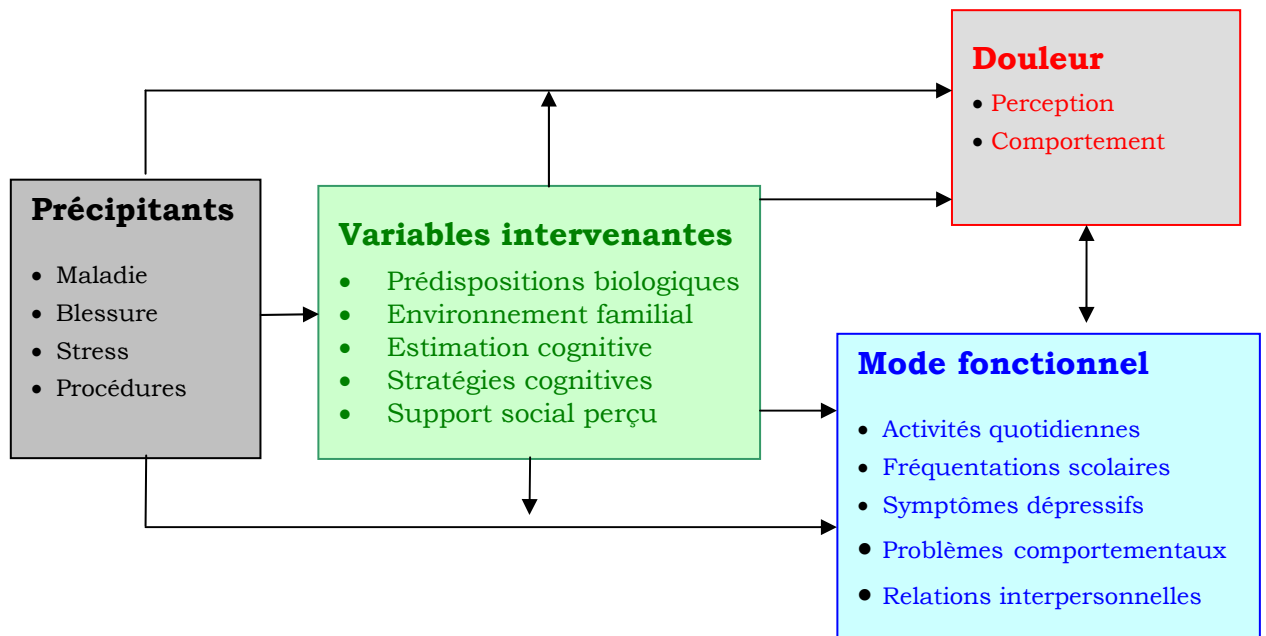 Précipitants
• Maladie
• Blessure
• Stress
• Procédures
Variables intervenantes
• Prédispositions biologiques
• Environnement familial
• Estimation cognitive
• Stratégies cognitives
• Support social perçu
Douleur
• Perception
• Comportement
Mode fonctionnel
• Activités quotidiennes
• Fréquentations scolaires
• Symptômes dépressifs
• Problèmes comportementaux
• Relations interpersonnelles